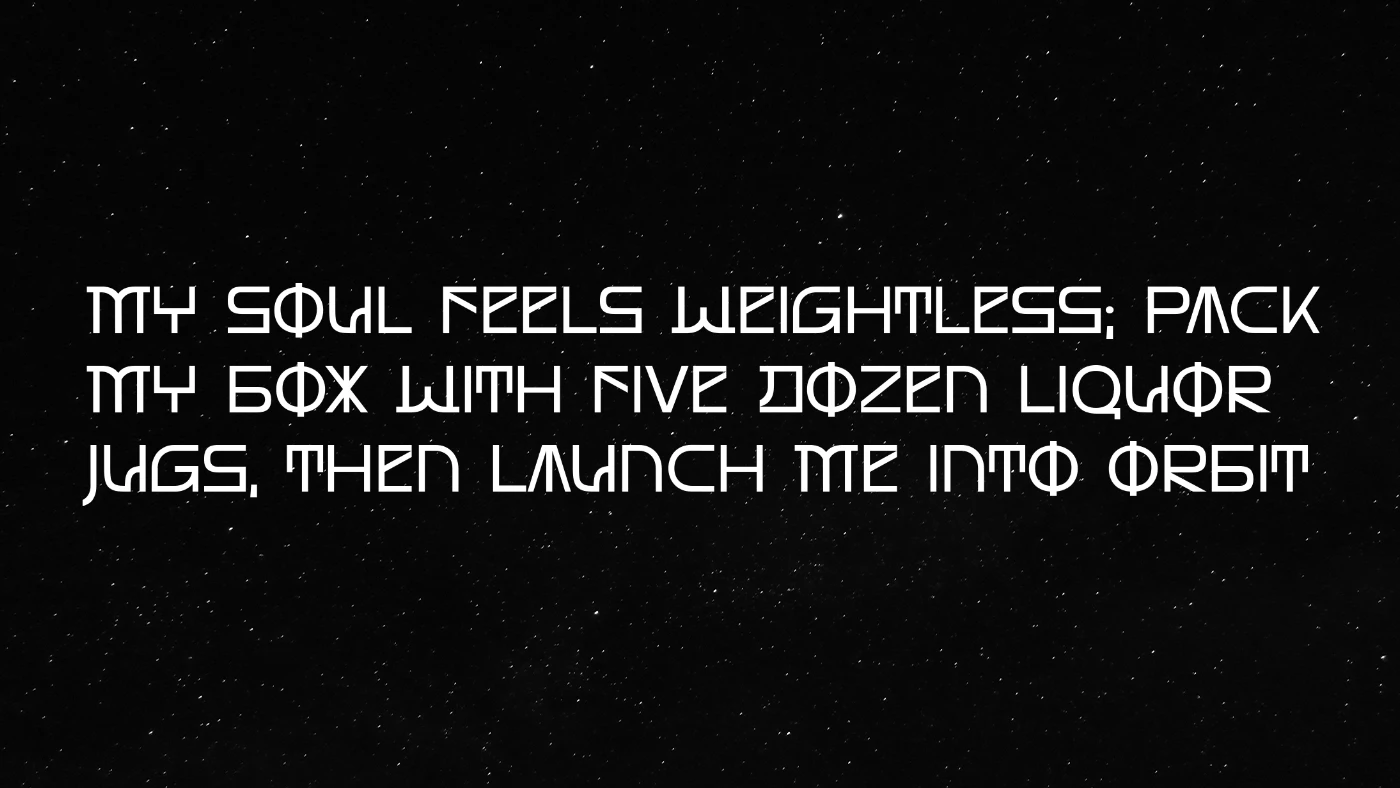 MY SOUL FEELS WEIGHTLESS; PACK
MY BOX WITH FIVE DOZEN LIQUOR
JUGS, THEN LAUNCH ME INTO ORBIT